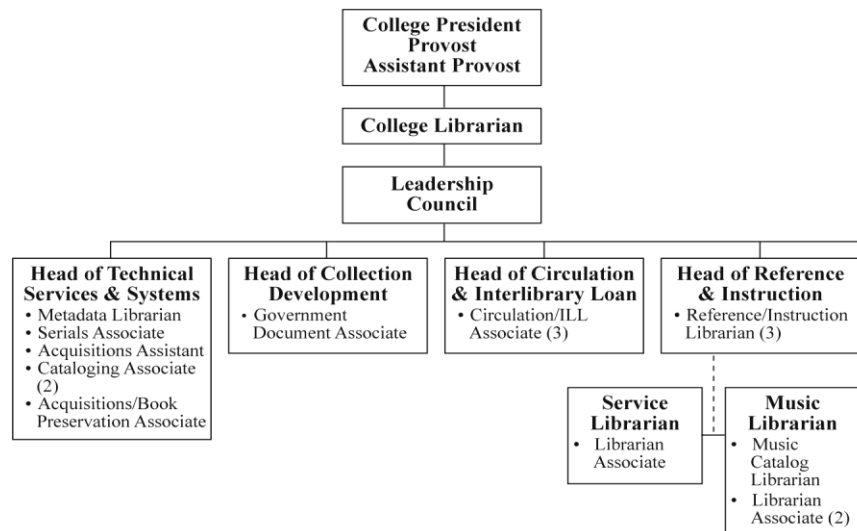 College President
Provost
Assistant Provost
College Librarian
Leadership
Council
Head of Technical
Services & Systems
• Metadata Librarian
• Serials Associate
• Acquisitions Assistant
• Cataloging Associate
(2)
• Acquisitions/Book
Preservation Associate
Head of Collection
Development
• Government
Document Associate
Head of Circulation
& Interlibrary Loan
• Circulation/ILL
Associate (3)
Head of Reference
& Instruction
• Reference/Instruction
Librarian (3)
Service
Librarian
• Librarian
Associate
Music
Librarian
• Music
Catalog
Librarian
• Librarian
Associate (2)